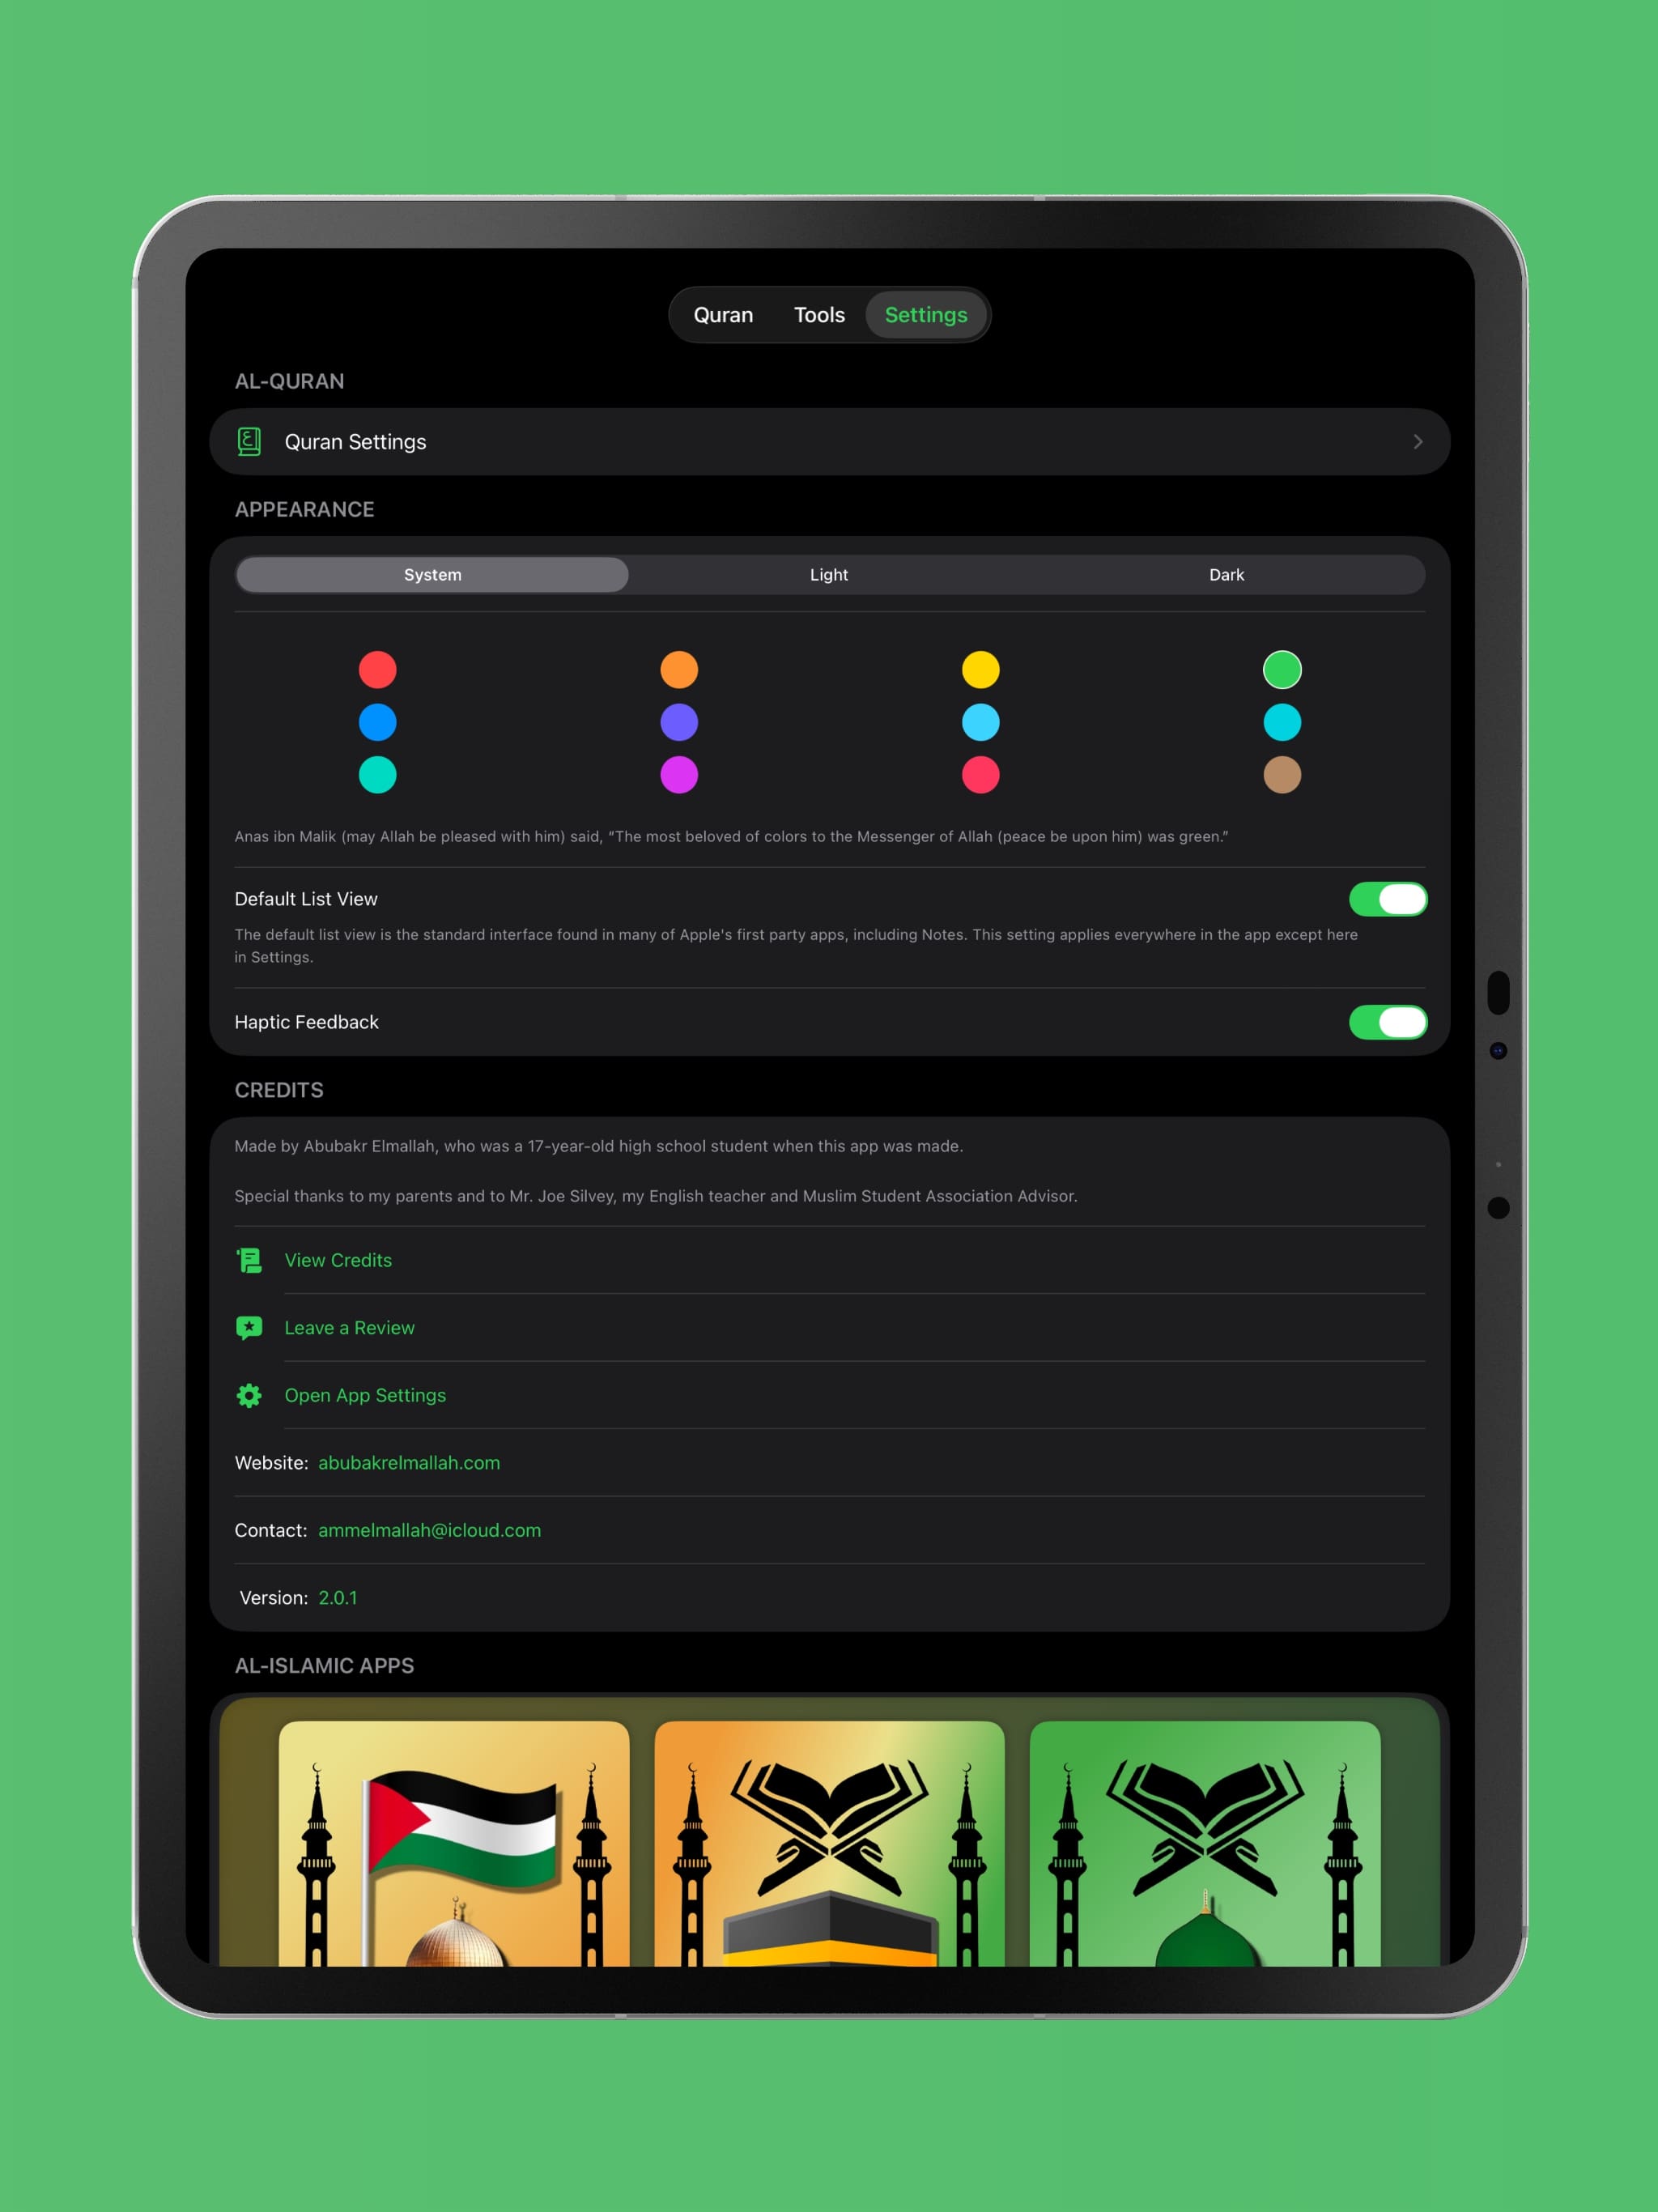 Quran Tools Settings
AL-QURAN
ع
Quran Settings
APPEARANCE
System Light Dark
Anas ibn Malik (may Allah be pleased with him) said, “The most beloved of colors to the Messenger of Allah (peace be upon him) was green.”
Default List View
The default list view is the standard interface found in many of Apple's first party apps, including Notes. This setting applies everywhere in the app except here
in Settings.
Haptic Feedback
CREDITS
Made by Abubakr Elmallah, who was a 17-year-old high school student when this app was made.
Special thanks to my parents and to Mr. Joe Silvey, my English teacher and Muslim Student Association Advisor.
View Credits
Leave a Review
Open App Settings
Website: abubakrelmallah.com
Contact: ammelmallah@icloud.com
Version: 2.0.1
AL-ISLAMIC APPS